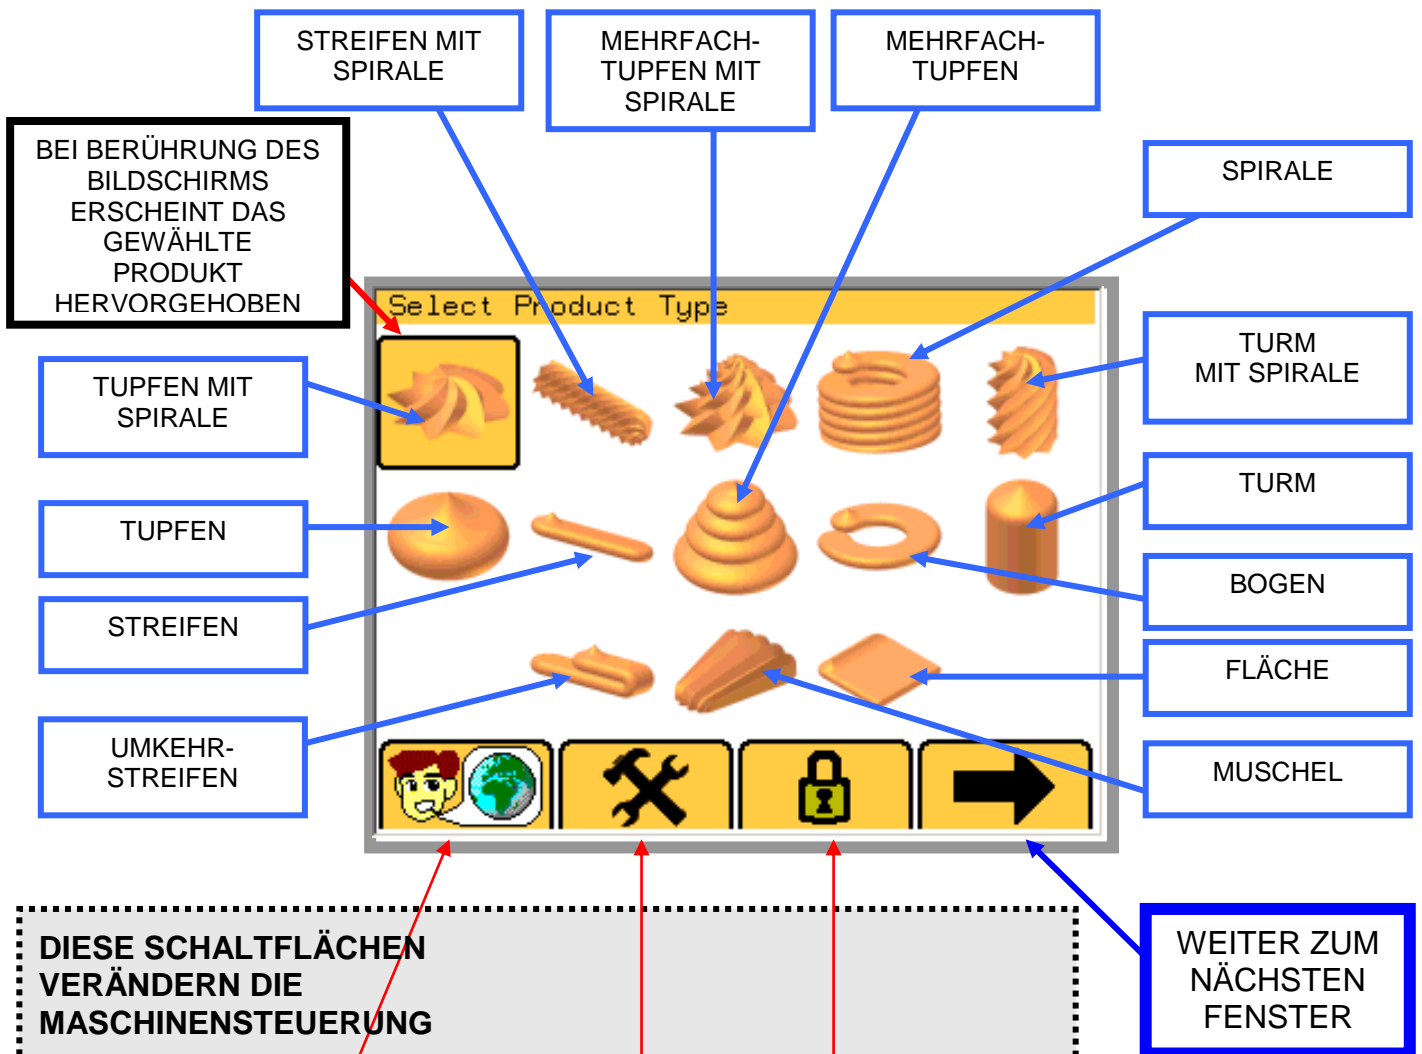 STREIFEN MIT
SPIRALE
MEHRFACH-
TUPFEN MIT
SPIRALE
MEHRFACH-
TUPFEN
BEI BERÜHRUNG DES
BILDSCHIRMS
ERSCHEINT DAS
GEWÄHLTE
PRODUKT
HERVORGEHOBEN
SPIRALE
Select Product Type
TUPFEN MIT
SPIRALE
TURM
MIT SPIRALE
TUPFEN
TURM
STREIFEN
BOGEN
FLÄCHE
UMKEHR-
STREIFEN
MUSCHEL
DIESE SCHALTFLÄCHEN
VERÄNDERN DIE
MASCHINENSTEUERUNG
WEITER ZUM
NÄCHSTEN
FENSTER